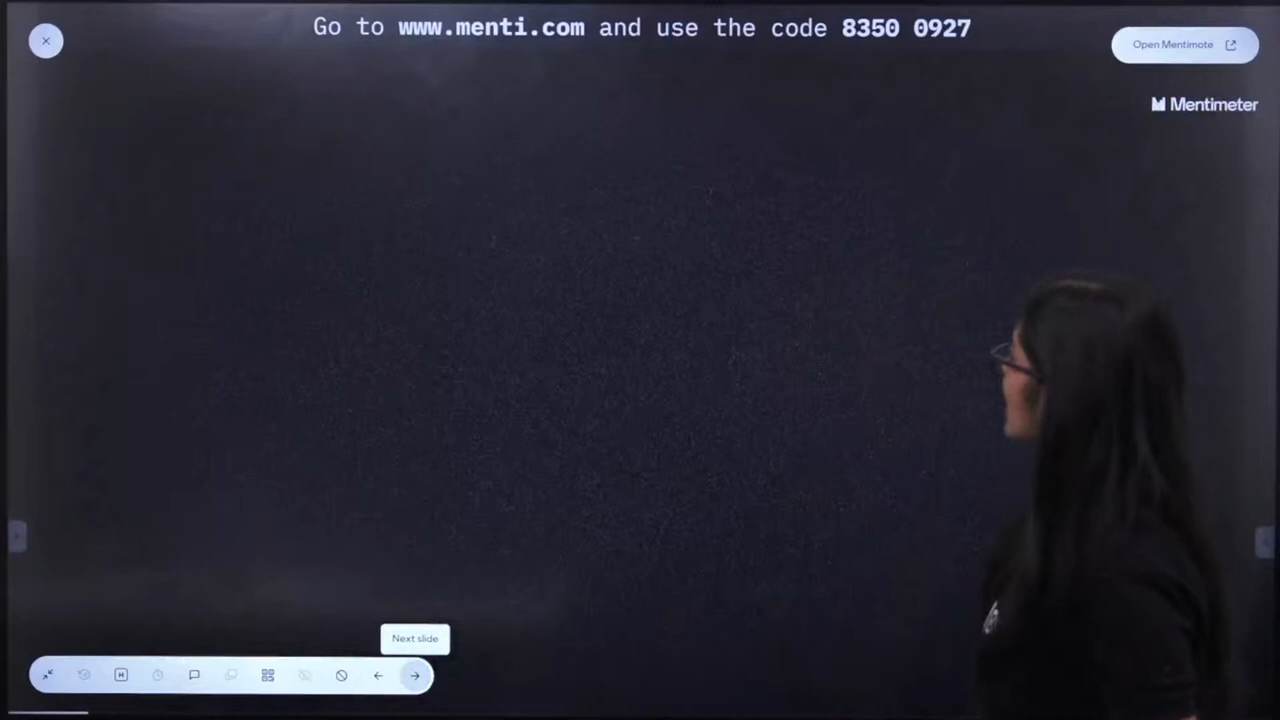 Go to www.menti.com and use the code 8350 0927
Open Mentimote
Mentimeter
Next slide
H